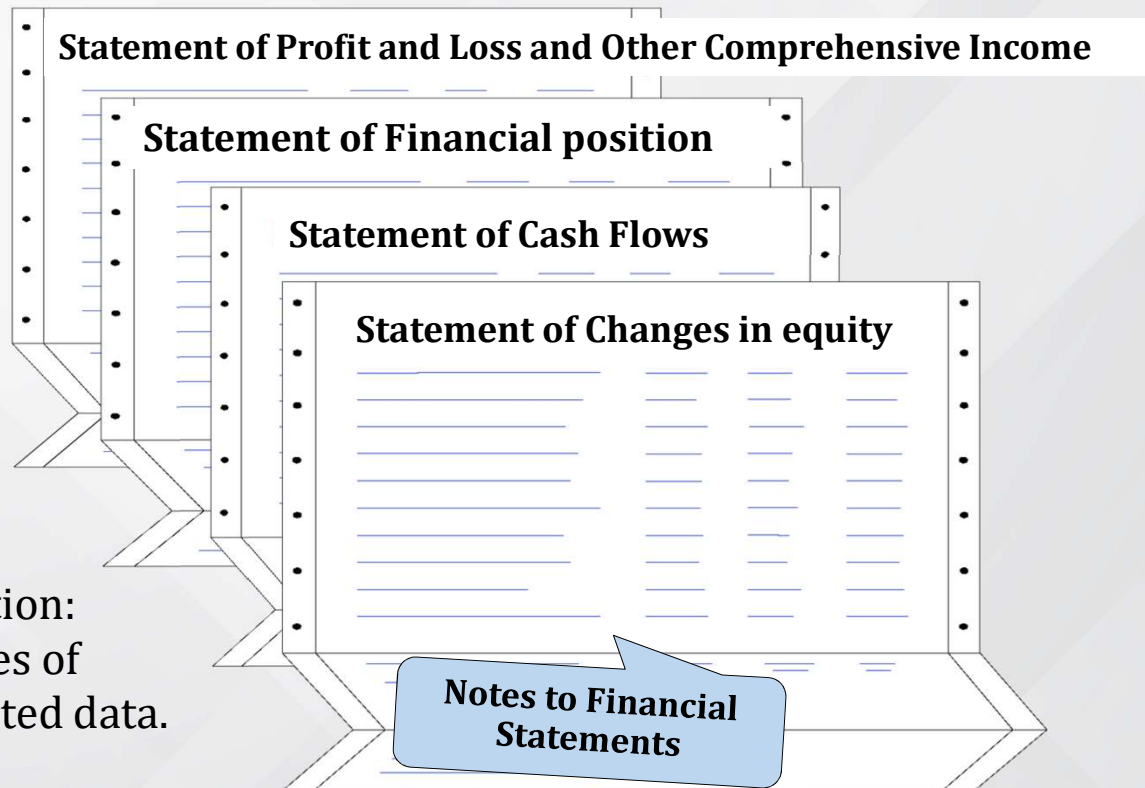 Statement of Profit and Loss and Other Comprehensive Income
Statement of Financial position
Statement of Cash Flows
Statement of Changes in equity
tion:
es of
ted data.
Notes to Financial
Statements